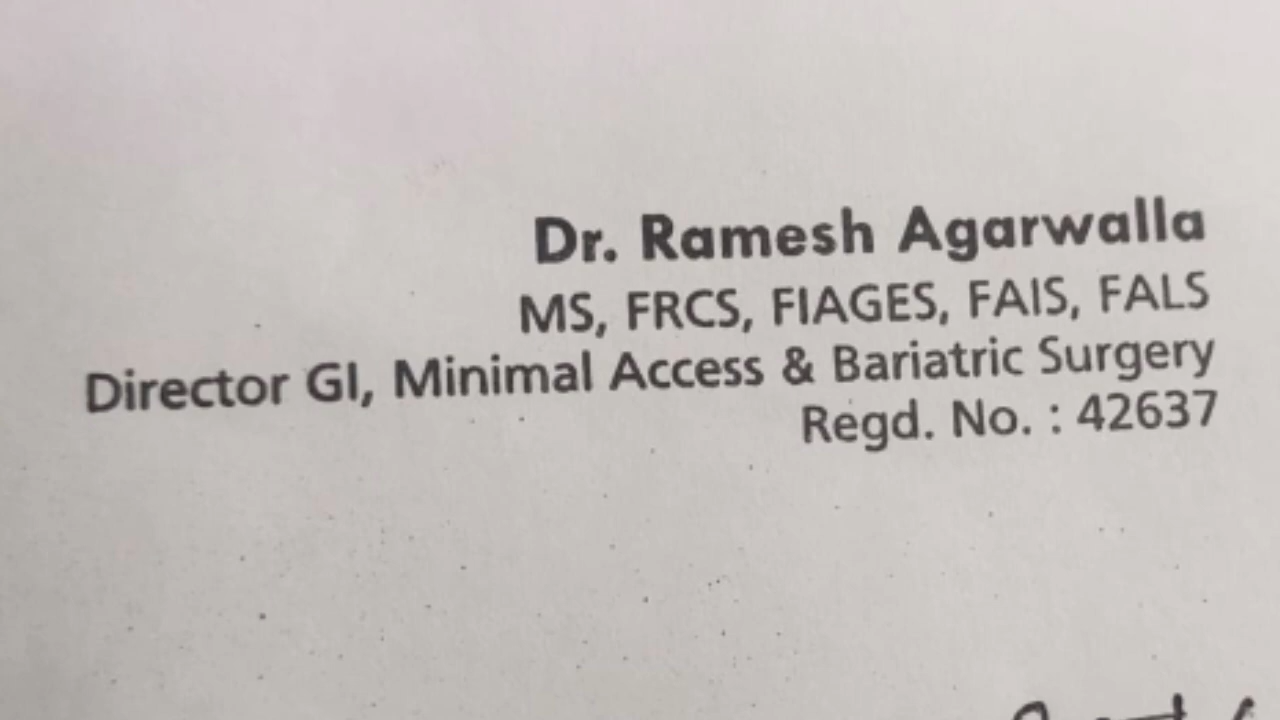 Dr. Ramesh Agarwalla
MS, FRCS, FIAGES, FAIS, FALS
Director GI, Minimal Access & Bariatric Surgery
Regd. No. : 42637